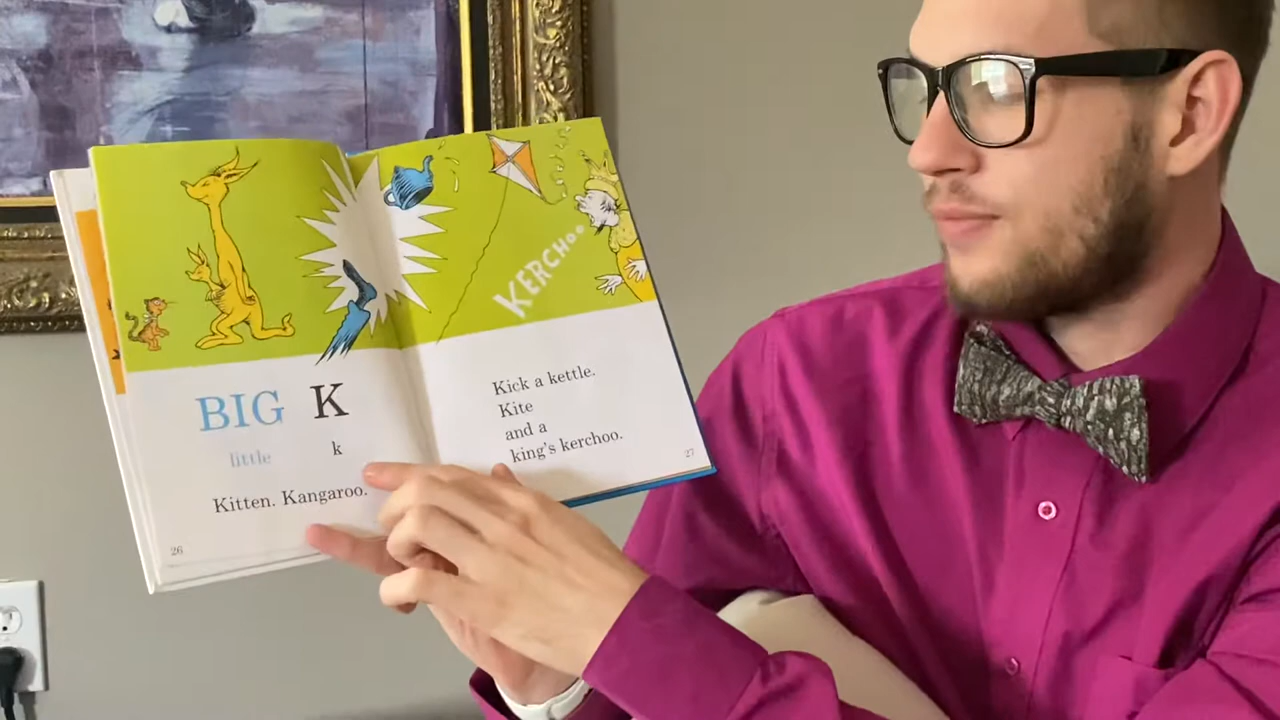 KERCHOO
BIG K
little k
Kitten. Kangaroo.
26
Kick a kettle.
Kite
and a
king's kerchoo.
27